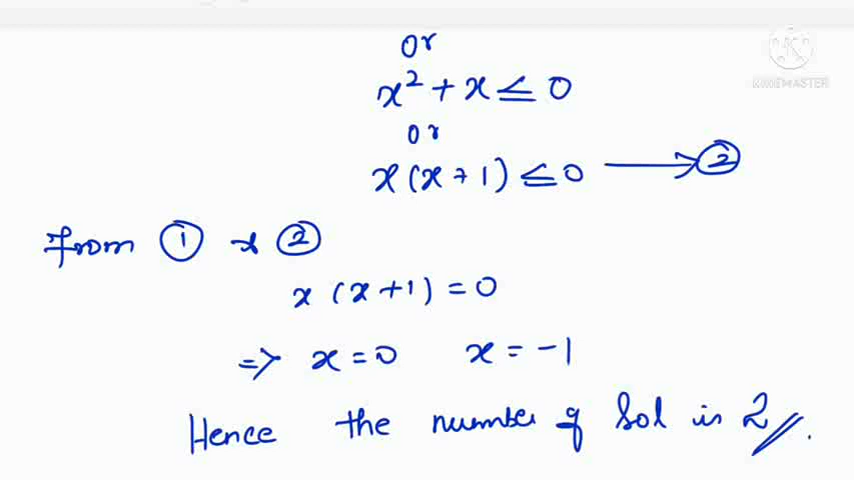 or
x² + x ≤ 0
or
x(x+1) ≤ 0 ⟶ ②
From ① & ②
x (x+1) = 0
=> x = 0 x = -1
Hence the number of Sol is 2.
KINEMASTER